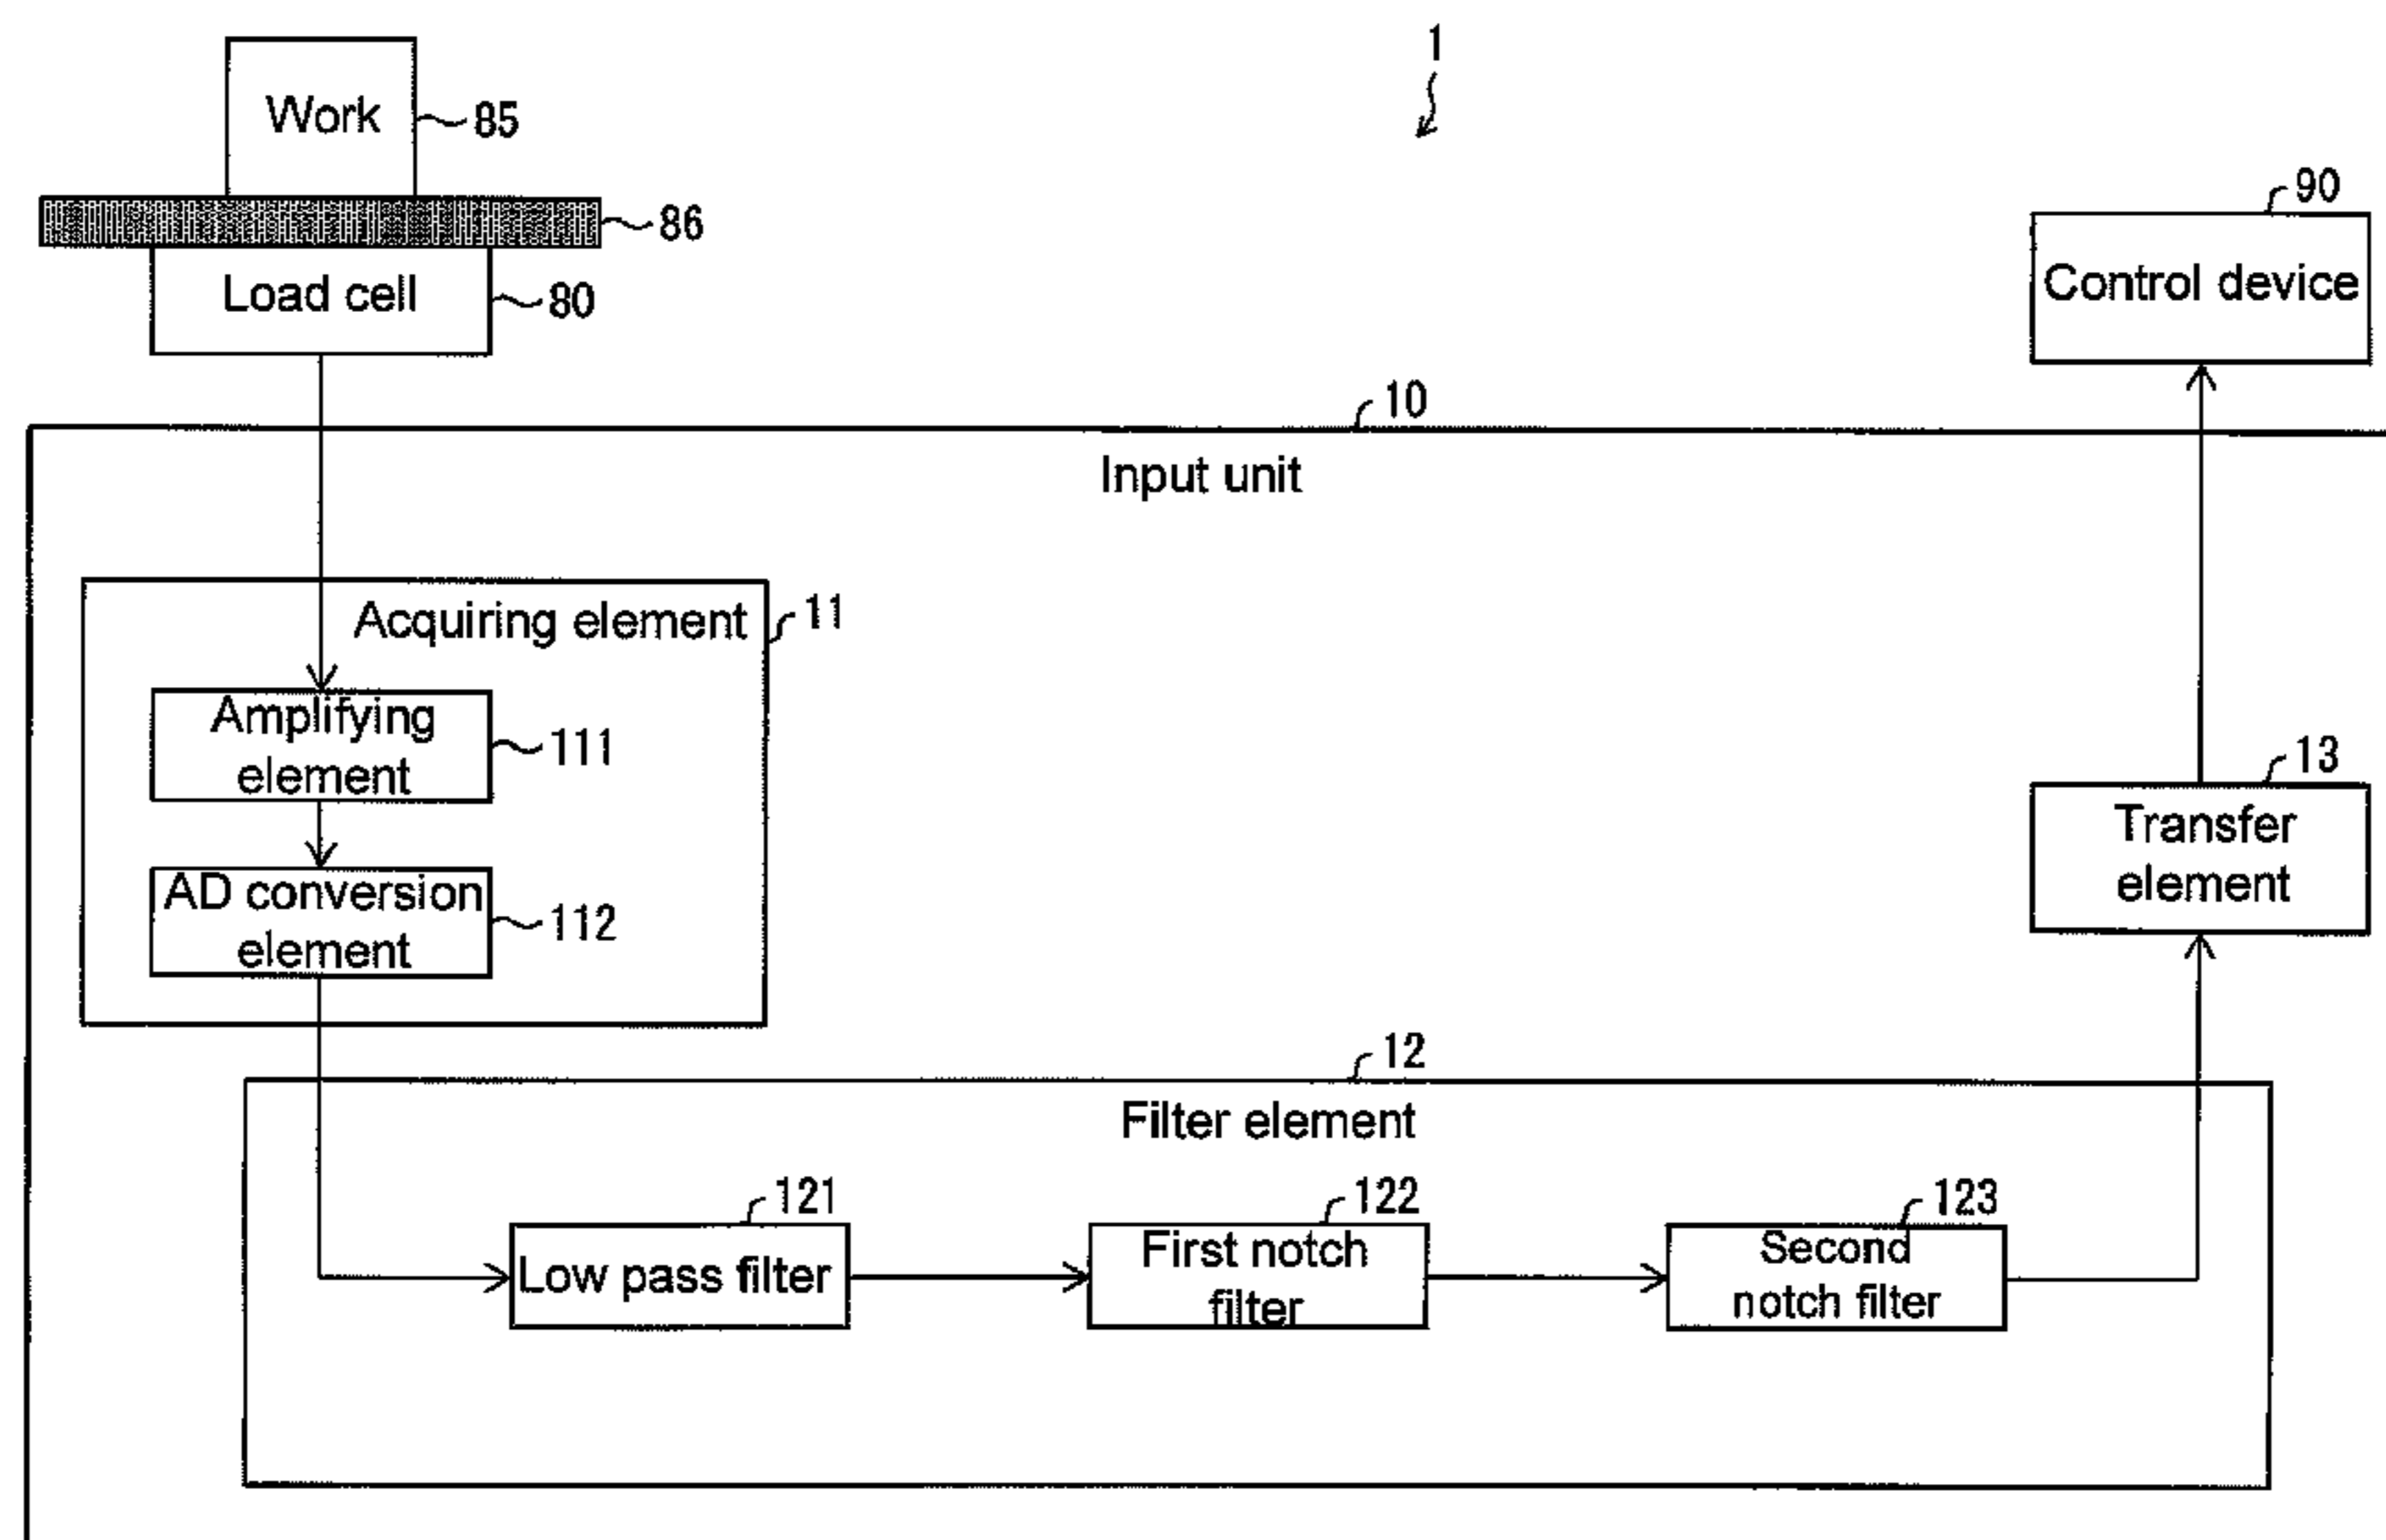 1
Work
85
86
Load cell
80
90
Control device
10
Input unit
Acquiring element
11
Amplifying
element
111
AD conversion
element
112
13
Transfer
element
12
Filter element
121
Low pass filter
122
First notch
filter
123
Second
notch filter